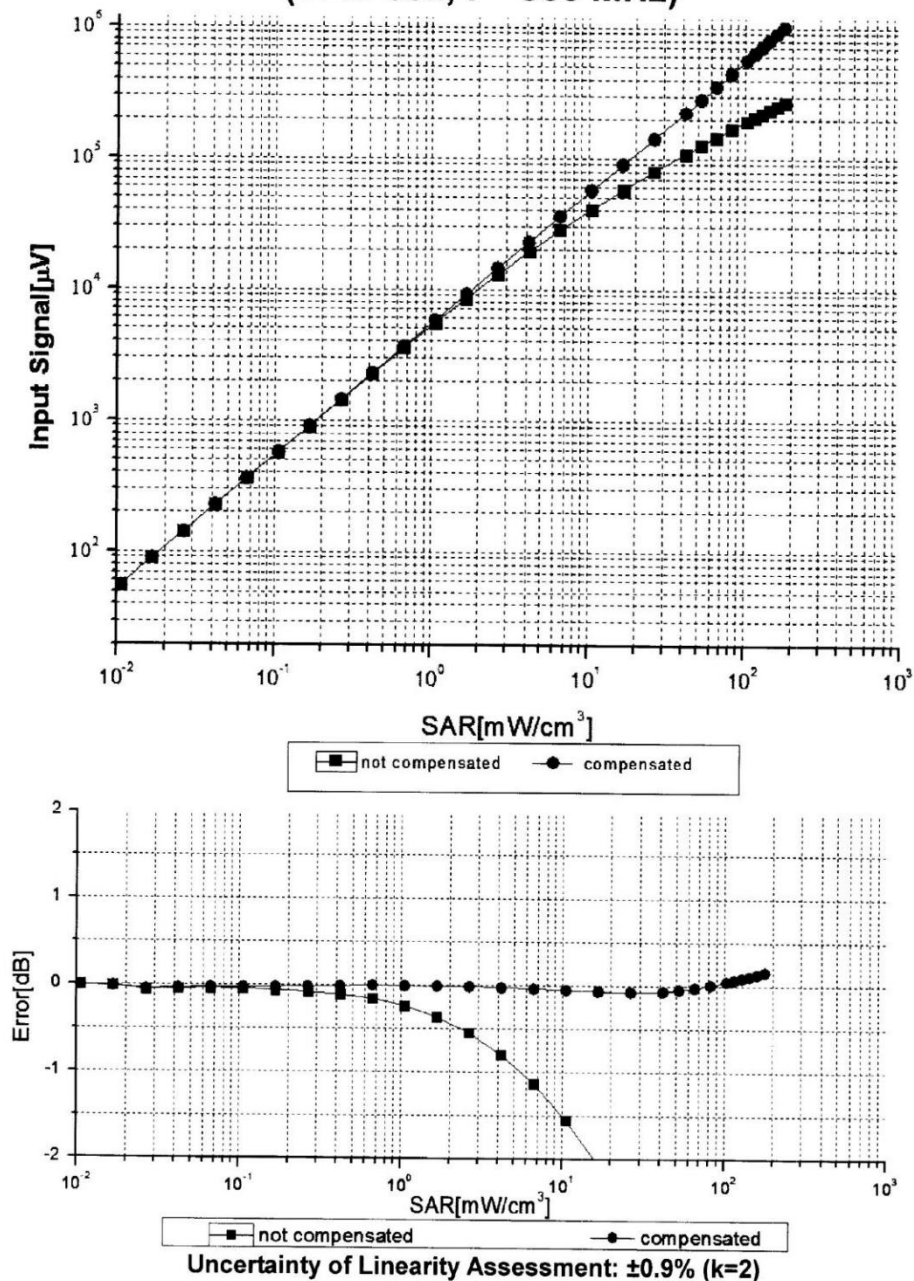 10⁶
10⁵
10⁴
10³
10²
Input Signal[µV]
10⁻² 10⁻¹ 10⁰ 10¹ 10² 10³
SAR[mW/cm³]
not compensated compensated
2
1
0
-1
-2
Error[dB]
10⁻² 10⁻¹ 10⁰ 10¹ 10² 10³
SAR[mW/cm³]
not compensated compensated
Uncertainty of Linearity Assessment: ±0.9% (k=2)